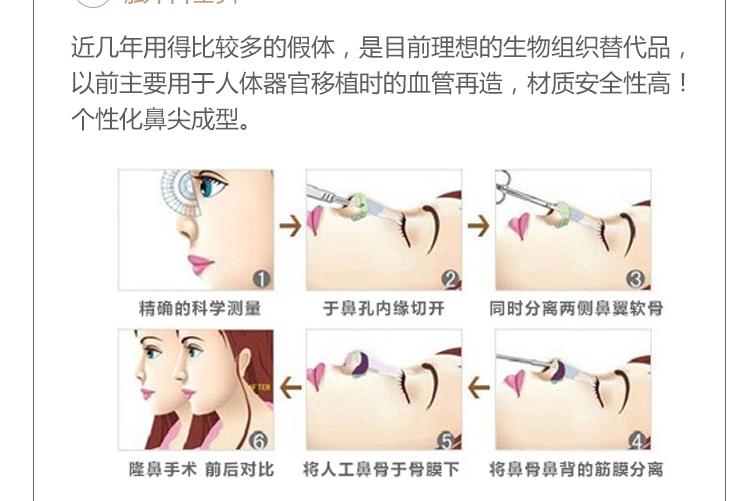 近几年用得比较多的假体，是目前理想的生物组织替代品，
以前主要用于人体器官移植时的血管再造，材质安全性高！
个性化鼻尖成型。
1
2
3
精确的科学测量
于鼻孔内缘切开
同时分离两侧鼻翼软骨
AFTER
6
5
4
隆鼻手术 前后对比
将人工鼻骨于骨膜下
将鼻骨鼻背的筋膜分离